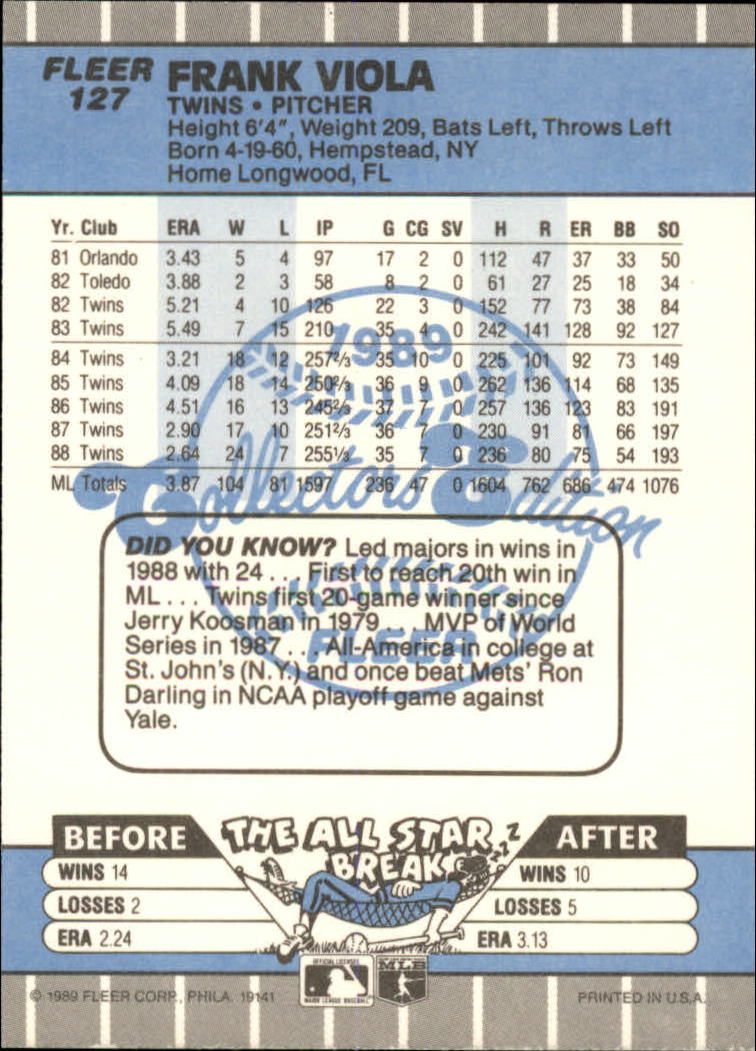 FLEER FRANK VIOLA
127 TWINS • PITCHER
Height 6'4", Weight 209, Bats Left, Throws Left
Born 4-19-60, Hempstead, NY
Home Longwood, FL
Yr. Club ERA W L IP G CG SV H R ER BB SO
81 Orlando 3.43 5 4 97 17 2 0 112 47 37 33 50
82 Toledo 3.88 2 3 58 8 2 0 61 27 25 18 34
82 Twins 5.21 4 10 126 22 3 0 152 77 73 38 84
83 Twins 5.49 7 15 210 35 4 0 242 141 128 92 127
84 Twins 3.21 18 12 257⅔ 35 10 0 225 101 92 73 149
85 Twins 4.09 18 14 250⅔ 36 9 0 262 136 114 68 135
86 Twins 4.51 16 13 245⅔ 37 7 0 257 136 123 83 191
87 Twins 2.90 17 10 251⅔ 36 7 0 230 91 81 66 197
88 Twins 2.64 24 7 255⅓ 35 7 0 236 80 75 54 193
ML Totals 3.87 104 81 1597 236 47 0 1604 762 686 474 1076
1989
Collectors' Edition
FLEER
DID YOU KNOW? Led majors in wins in
1988 with 24 . . . First to reach 20th win in
ML . . . Twins first 20-game winner since
Jerry Koosman in 1979 . . . MVP of World
Series in 1987 . . . All-America in college at
St. John's (N.Y.) and once beat Mets' Ron
Darling in NCAA playoff game against
Yale.
THE ALL STAR
BREAK
zzZ
BEFORE
WINS 14
LOSSES 2
ERA 2.24
AFTER
WINS 10
LOSSES 5
ERA 3.13
OFFICIAL LICENSEE
MAJOR LEAGUE BASEBALL
MLB
© 1989 FLEER CORP., PHILA. 19141 PRINTED IN U.S.A.